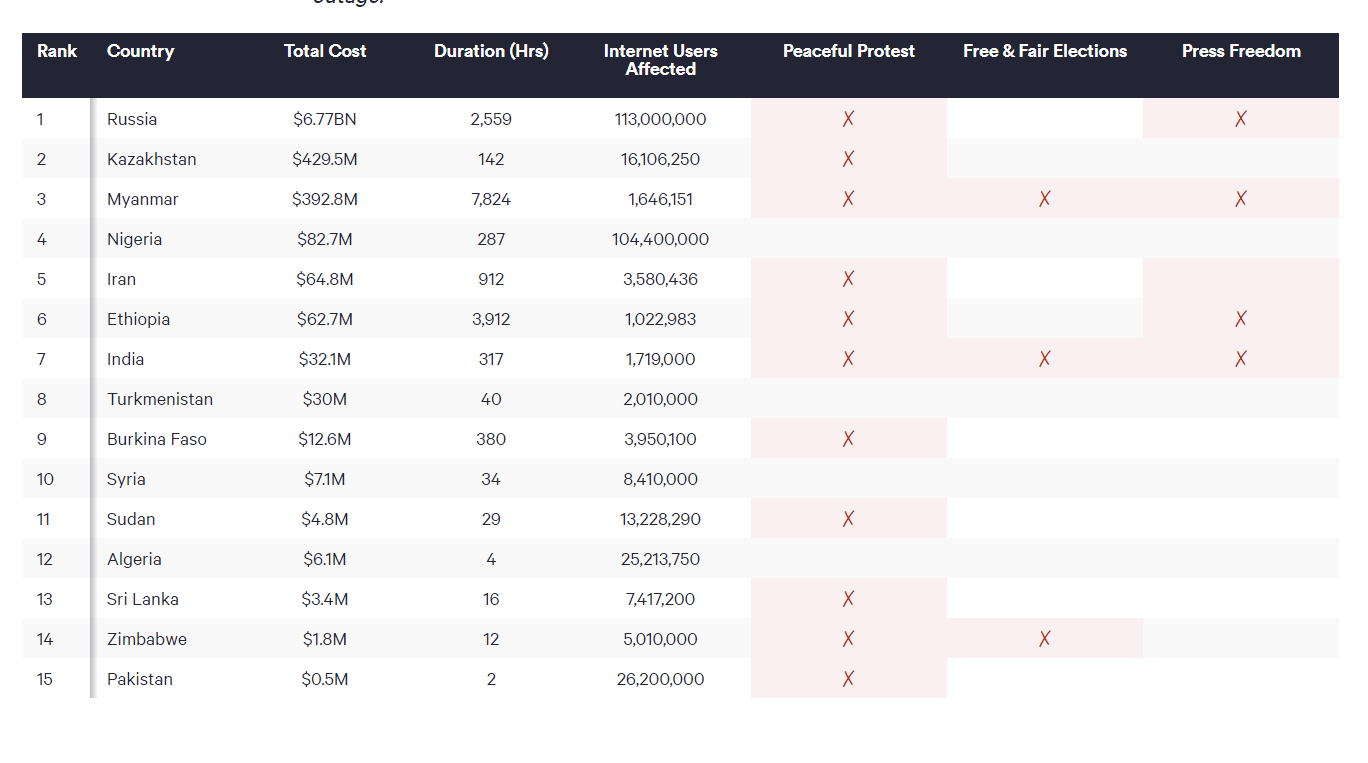 Rank Country Total Cost Duration (Hrs) Internet Users Affected Peaceful Protest Free & Fair Elections Press Freedom
1 Russia $6.77BN 2,559 113,000,000 X X
2 Kazakhstan $429.5M 142 16,106,250 X
3 Myanmar $392.8M 7,824 1,646,151 X X X
4 Nigeria $82.7M 287 104,400,000
5 Iran $64.8M 912 3,580,436 X
6 Ethiopia $62.7M 3,912 1,022,983 X X
7 India $32.1M 317 1,719,000 X X X
8 Turkmenistan $30M 40 2,010,000
9 Burkina Faso $12.6M 380 3,950,100 X
10 Syria $7.1M 34 8,410,000
11 Sudan $4.8M 29 13,228,290 X
12 Algeria $6.1M 4 25,213,750
13 Sri Lanka $3.4M 16 7,417,200 X
14 Zimbabwe $1.8M 12 5,010,000 X X
15 Pakistan $0.5M 2 26,200,000 X